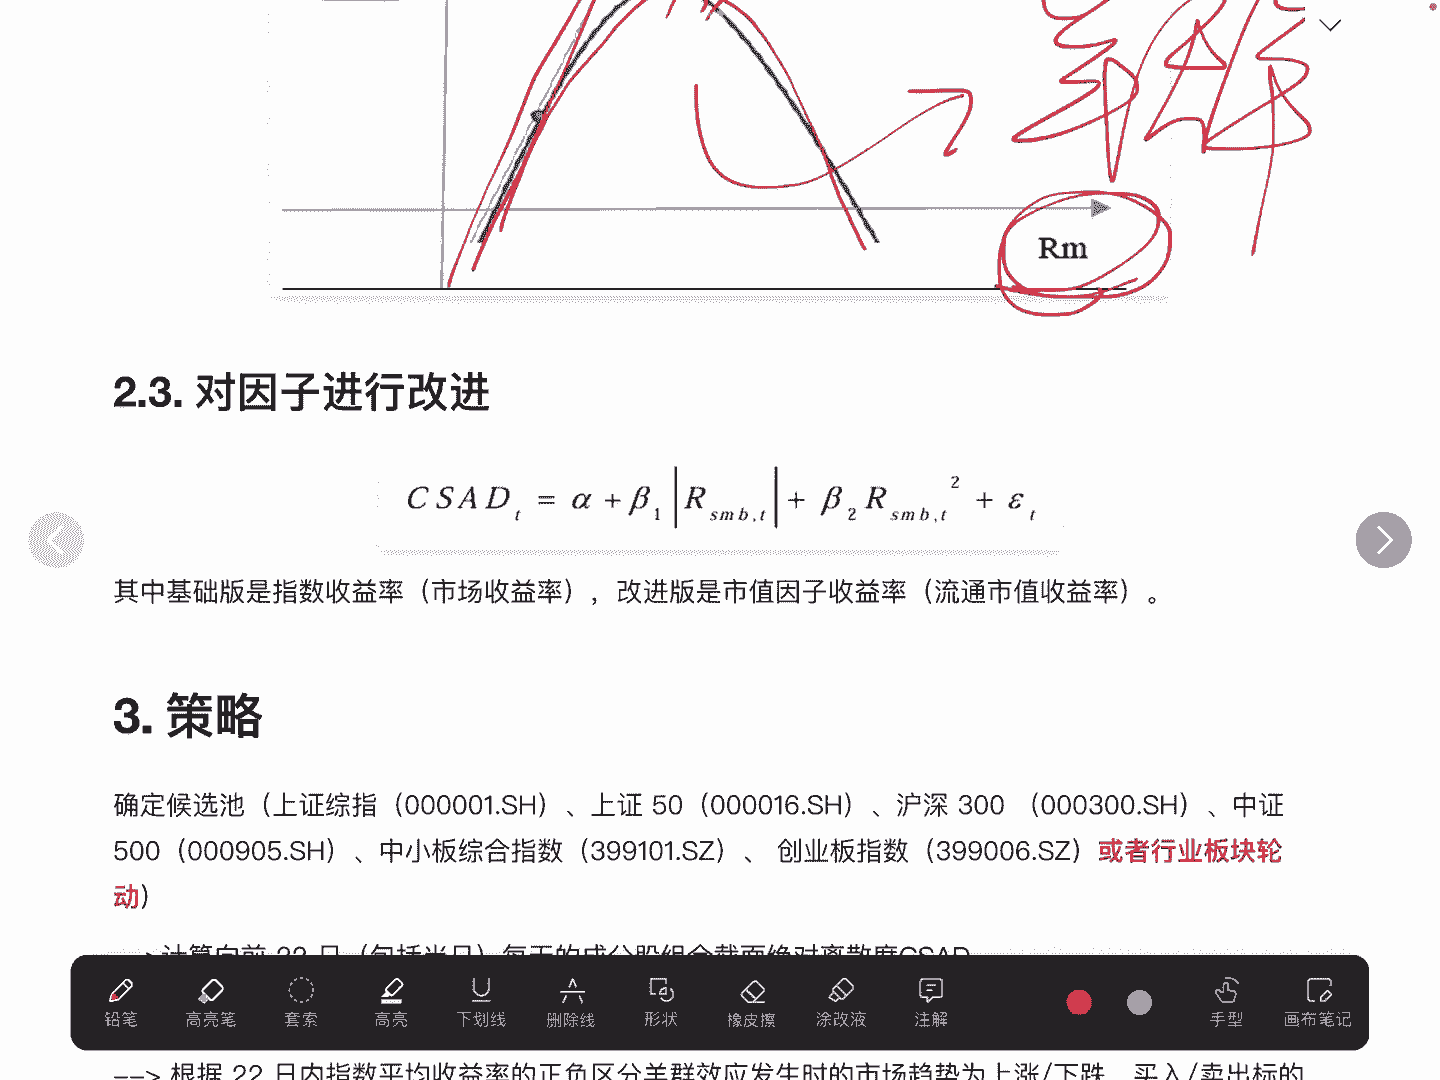 羊群
Rm
2.3. 对因子进行改进
CSAD t = α + β 1 |R smb,t| + β 2 R smb,t 2 + ε t
其中基础版是指数收益率（市场收益率），改进版是市值因子收益率（流通市值收益率）。
3. 策略
确定候选池（上证综指（000001.SH）、上证 50（000016.SH）、沪深 300 （000300.SH）、中证
500（000905.SH）、中小板综合指数（399101.SZ）、 创业板指数（399006.SZ）或者行业板块轮
动）
计算向前 22 日（包括当日）每天的成分股组合截面绝对离散度CSAD
铅笔 高亮笔 套索 高亮 下划线 删除线 形状 橡皮擦 涂改液 注解 手型 画布笔记
--> 根据 22 日内指数平均收益率的正负区分羊群效应发生时的市场趋势为上涨/下跌，买入/卖出标的